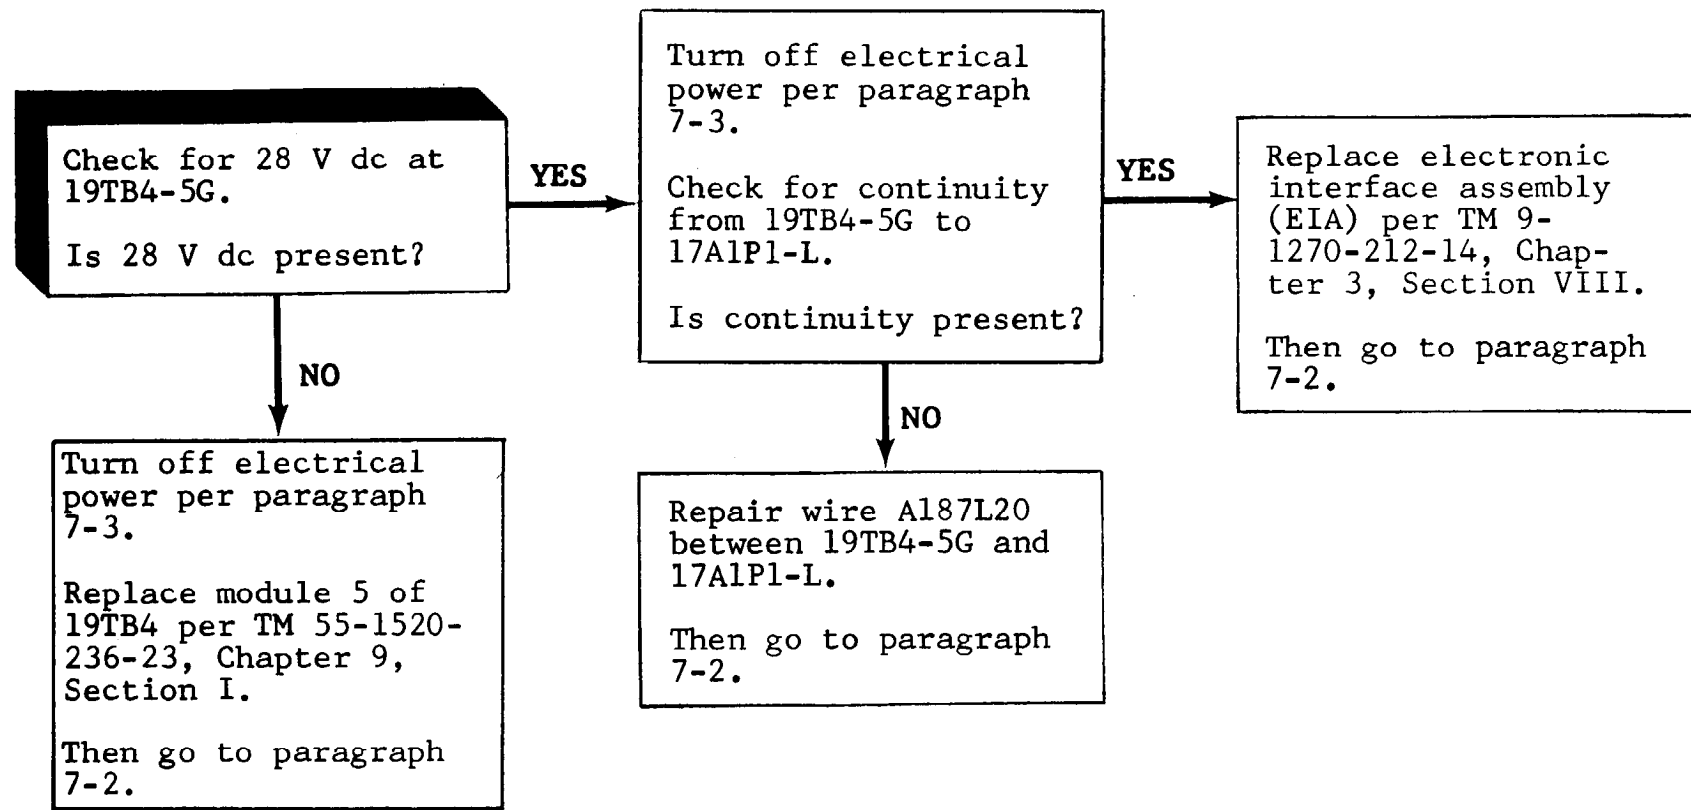 Check for 28 V dc at
19TB4-5G.
Is 28 V dc present?
YES
NO
Turn off electrical
power per paragraph
7-3.
Replace module 5 of
19TB4 per TM 55-1520-
236-23, Chapter 9,
Section I.
Then go to paragraph
7-2.
Turn off electrical
power per paragraph
7-3.
Check for continuity
from 19TB4-5G to
17A1P1-L.
Is continuity present?
YES
NO
Repair wire A187L20
between 19TB4-5G and
17A1P1-L.
Then go to paragraph
7-2.
Replace electronic
interface assembly
(EIA) per TM 9-
1270-212-14, Chap-
ter 3, Section VIII.
Then go to paragraph
7-2.